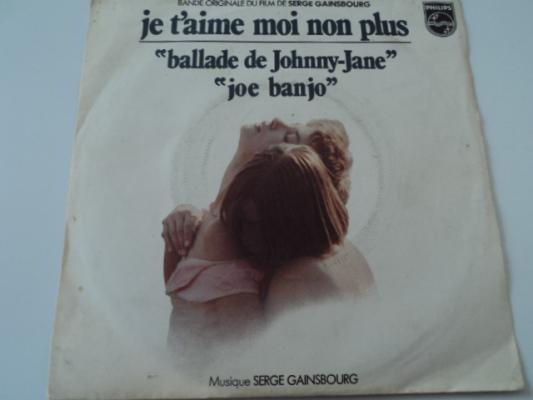 BANDE ORIGINALE DU FILM DE SERGE GAINSBOURG
PHILIPS
je t'aime moi non plus
"ballade de Johnny-Jane"
"joe banjo"
Musique SERGE GAINSBOURG